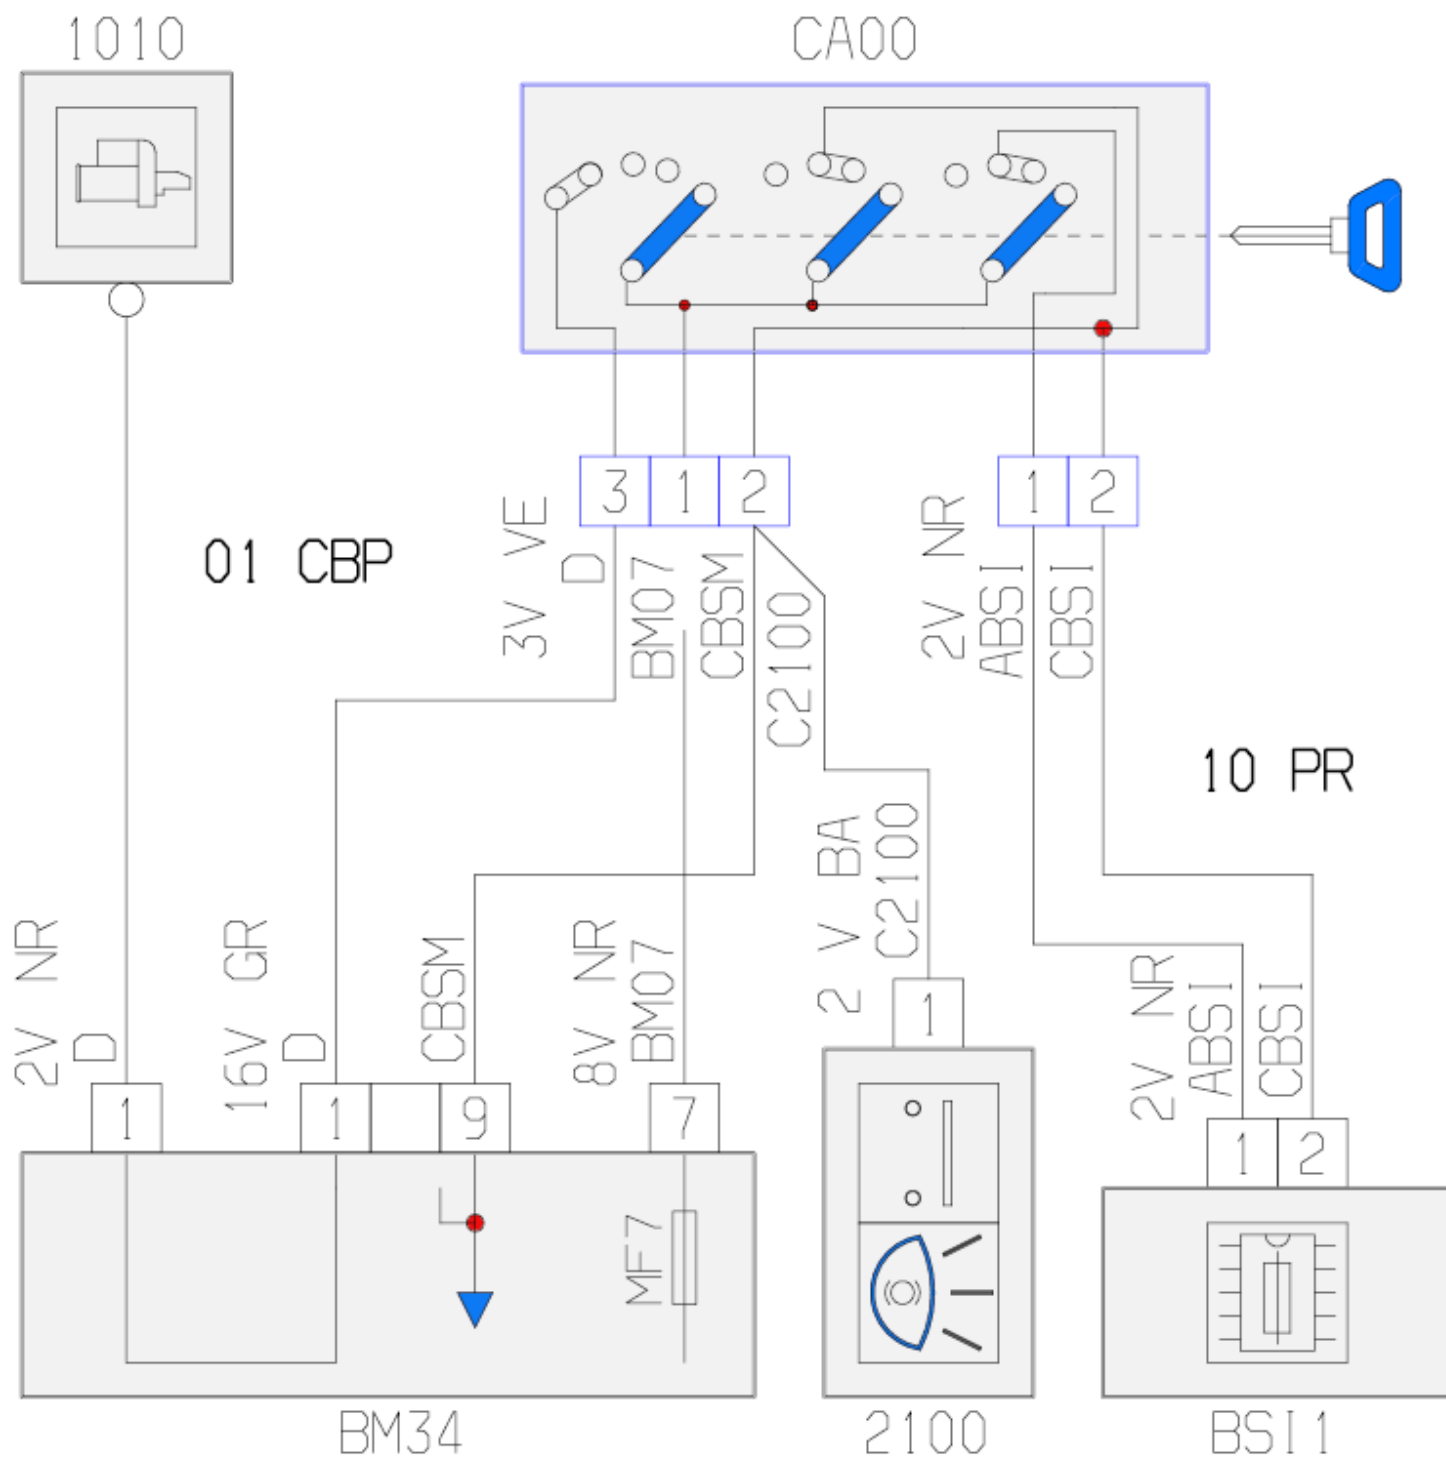 1010
CA00
3
1
2
1
2
3V VE
D
BM07
CBSM
C2100
2V NR
ABSI
CBSI
01 CBP
10 PR
2V NR
D
16V GR
D
CBSM
8V NR
BM07
2 V BA
C2100
2V NR
ABSI
CBSI
1
1
1
9
7
1
2
MF7
BM34
2100
BSI1